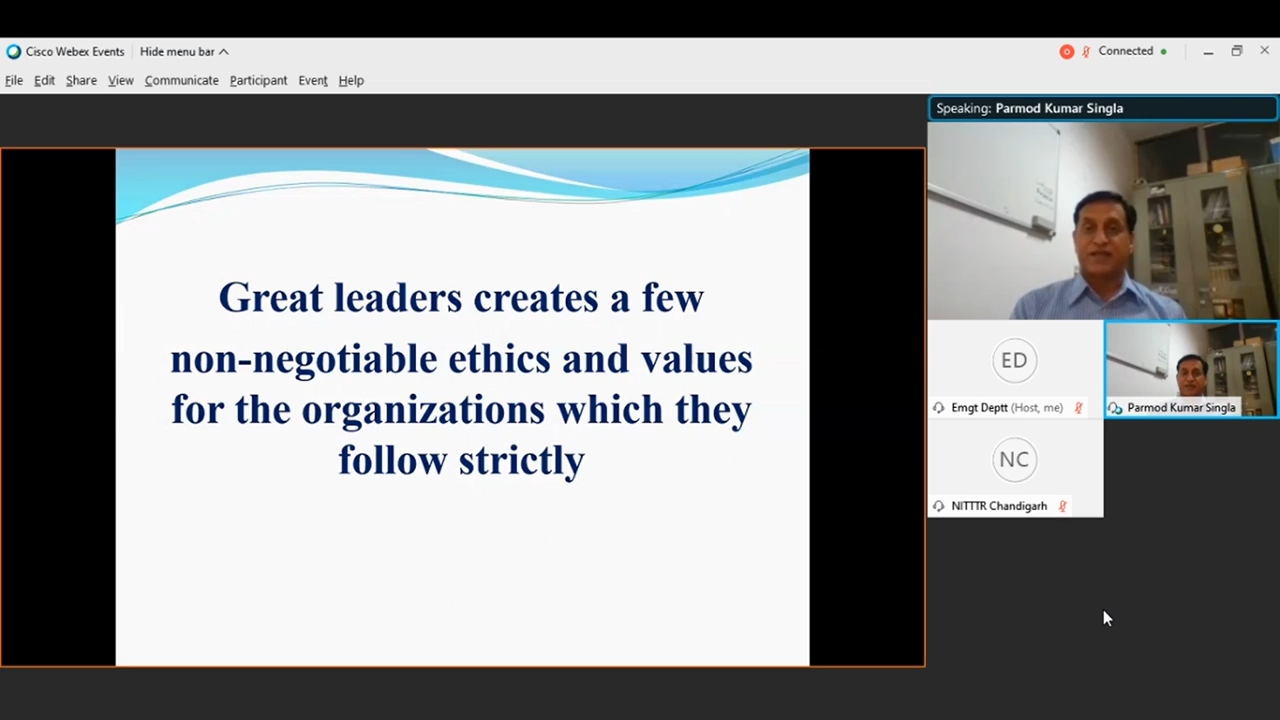 Cisco Webex Events
Hide menu bar
Connected
File Edit Share View Communicate Participant Event Help
Speaking: Parmod Kumar Singla
Great leaders creates a few
non-negotiable ethics and values
for the organizations which they
follow strictly
ED
Emgt Deptt (Host, me)
Parmod Kumar Singla
NC
NITTTR Chandigarh